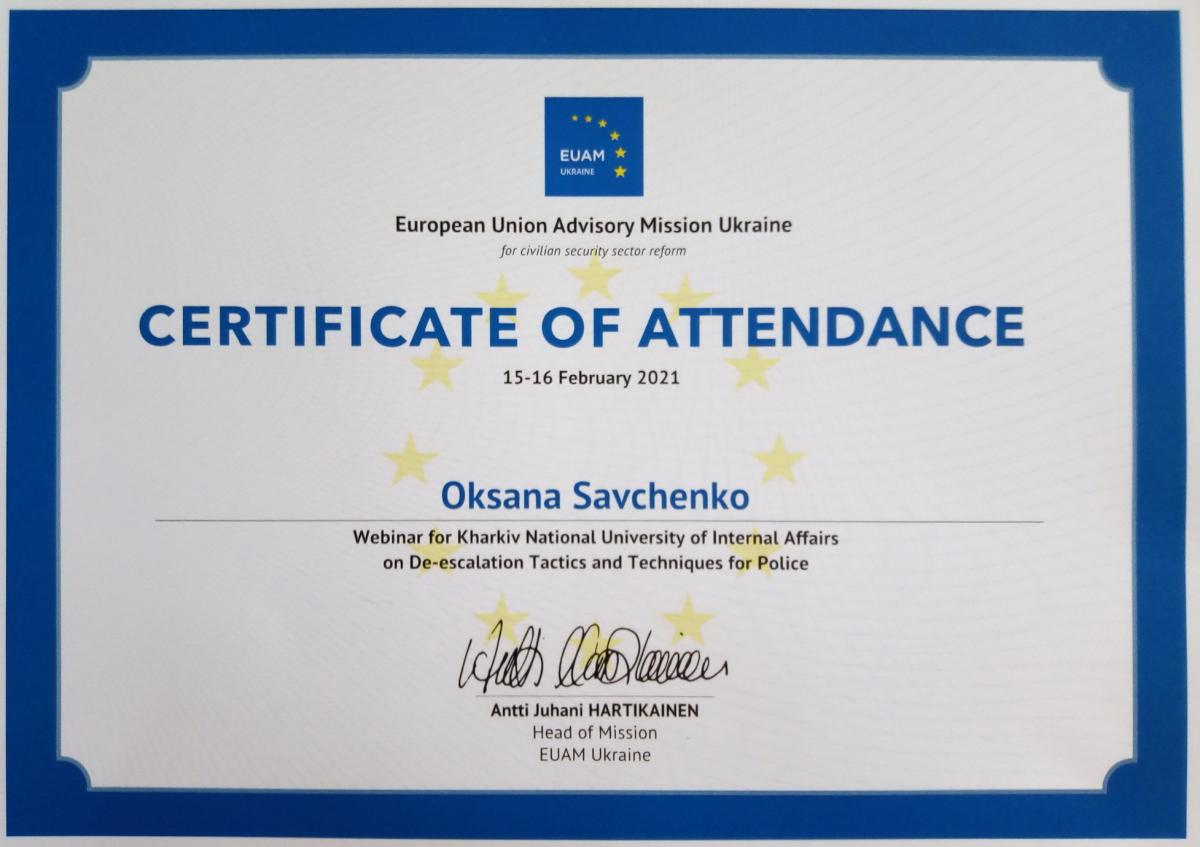 EUAM
UKRAINE
European Union Advisory Mission Ukraine
for civilian security sector reform
CERTIFICATE OF ATTENDANCE
15-16 February 2021
Oksana Savchenko
Webinar for Kharkiv National University of Internal Affairs
on De-escalation Tactics and Techniques for Police
Antti Juhani HARTIKAINEN
Head of Mission
EUAM Ukraine